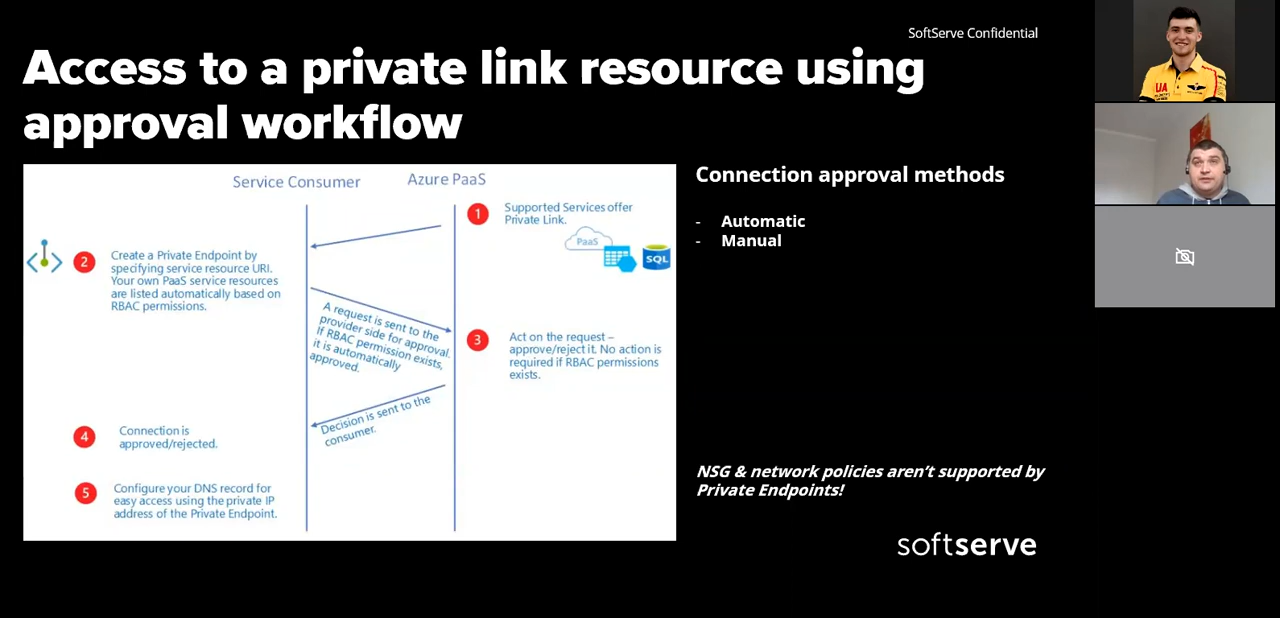 SoftServe Confidential
Access to a private link resource using
approval workflow
Service Consumer
Azure PaaS
1
Supported Services offer
Private Link.
PaaS
SQL
2
Create a Private Endpoint by
specifying service resource URI.
Your own PaaS service resources
are listed automatically based on
RBAC permissions.
A request is sent to the
provider side for approval.
If RBAC permission exists,
it is automatically
approved.
3
Act on the request –
approve/reject it. No action is
required if RBAC permissions
exists.
Decision is sent to the
consumer.
4
Connection is
approved/rejected.
5
Configure your DNS record for
easy access using the private IP
address of the Private Endpoint.
Connection approval methods
- Automatic
- Manual
NSG & network policies aren’t supported by
Private Endpoints!
softserve
UA